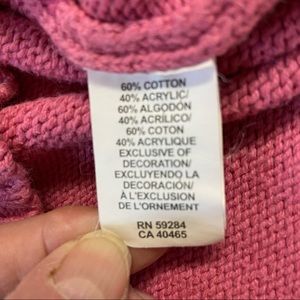 60% COTTON
40% ACRYLIC/
60% ALGODÓN
40% ACRÍLICO/
60% COTON
40% ACRYLIQUE
EXCLUSIVE OF
DECORATION/
EXCLUYENDO LA
DECORACIÓN/
À L'EXCLUSION
DE L'ORNEMENT
RN 59284
CA 40465